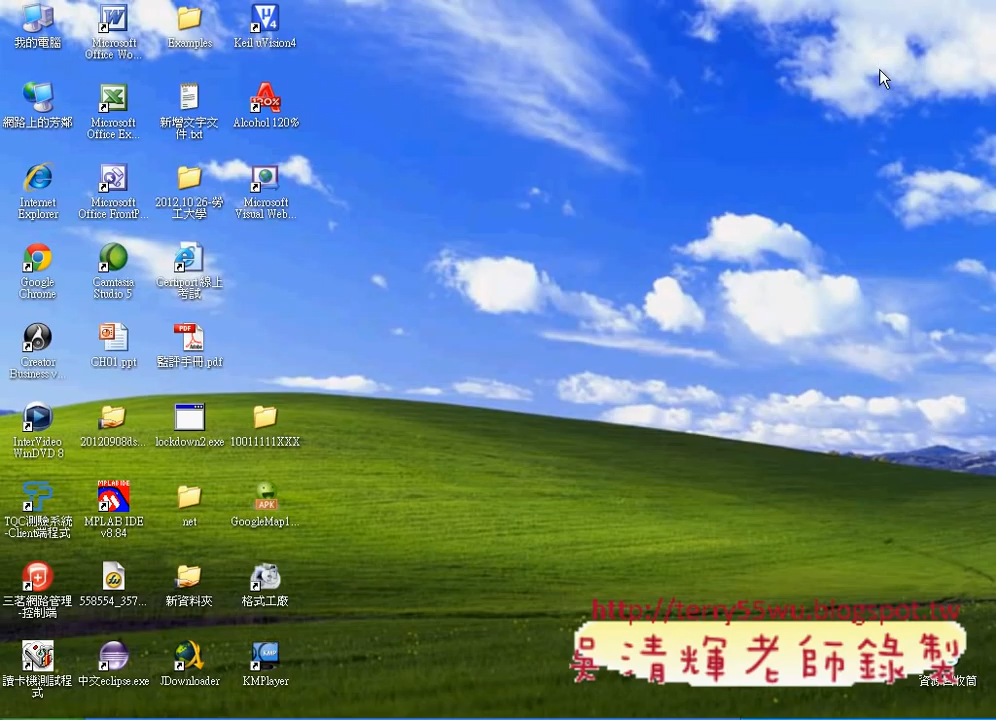 我的電腦
Microsoft
Office Wo...
Examples
Keil uVision4
網路上的芳鄰
Microsoft
Office Ex...
新增文字文
件.txt
Alcohol 120%
Internet
Explorer
Microsoft
Office FrontP...
2012.10.26-勞
工大學
Microsoft
Visual Web...
Google
Chrome
Camtasia
Studio 5
Certiport線上
考試
Creator
Business v...
CH01.ppt
監評手冊.pdf
InterVideo
WinDVD 8
20120908ds...
lockdown2.exe
10011111XXX
TQC測驗系統
-Client端程式
MPLAB IDE
MPLAB IDE
v8.84
net
APK
GoogleMap1...
三茗網路管理
-控制端
558554_357...
新資料夾
格式工廠
讀卡機測試程
式
中文eclipse.exe
JDownloader
KMP
KMPlayer
http://terry55wu.blogspot.tw
吳清輝老師錄製
資源回收筒